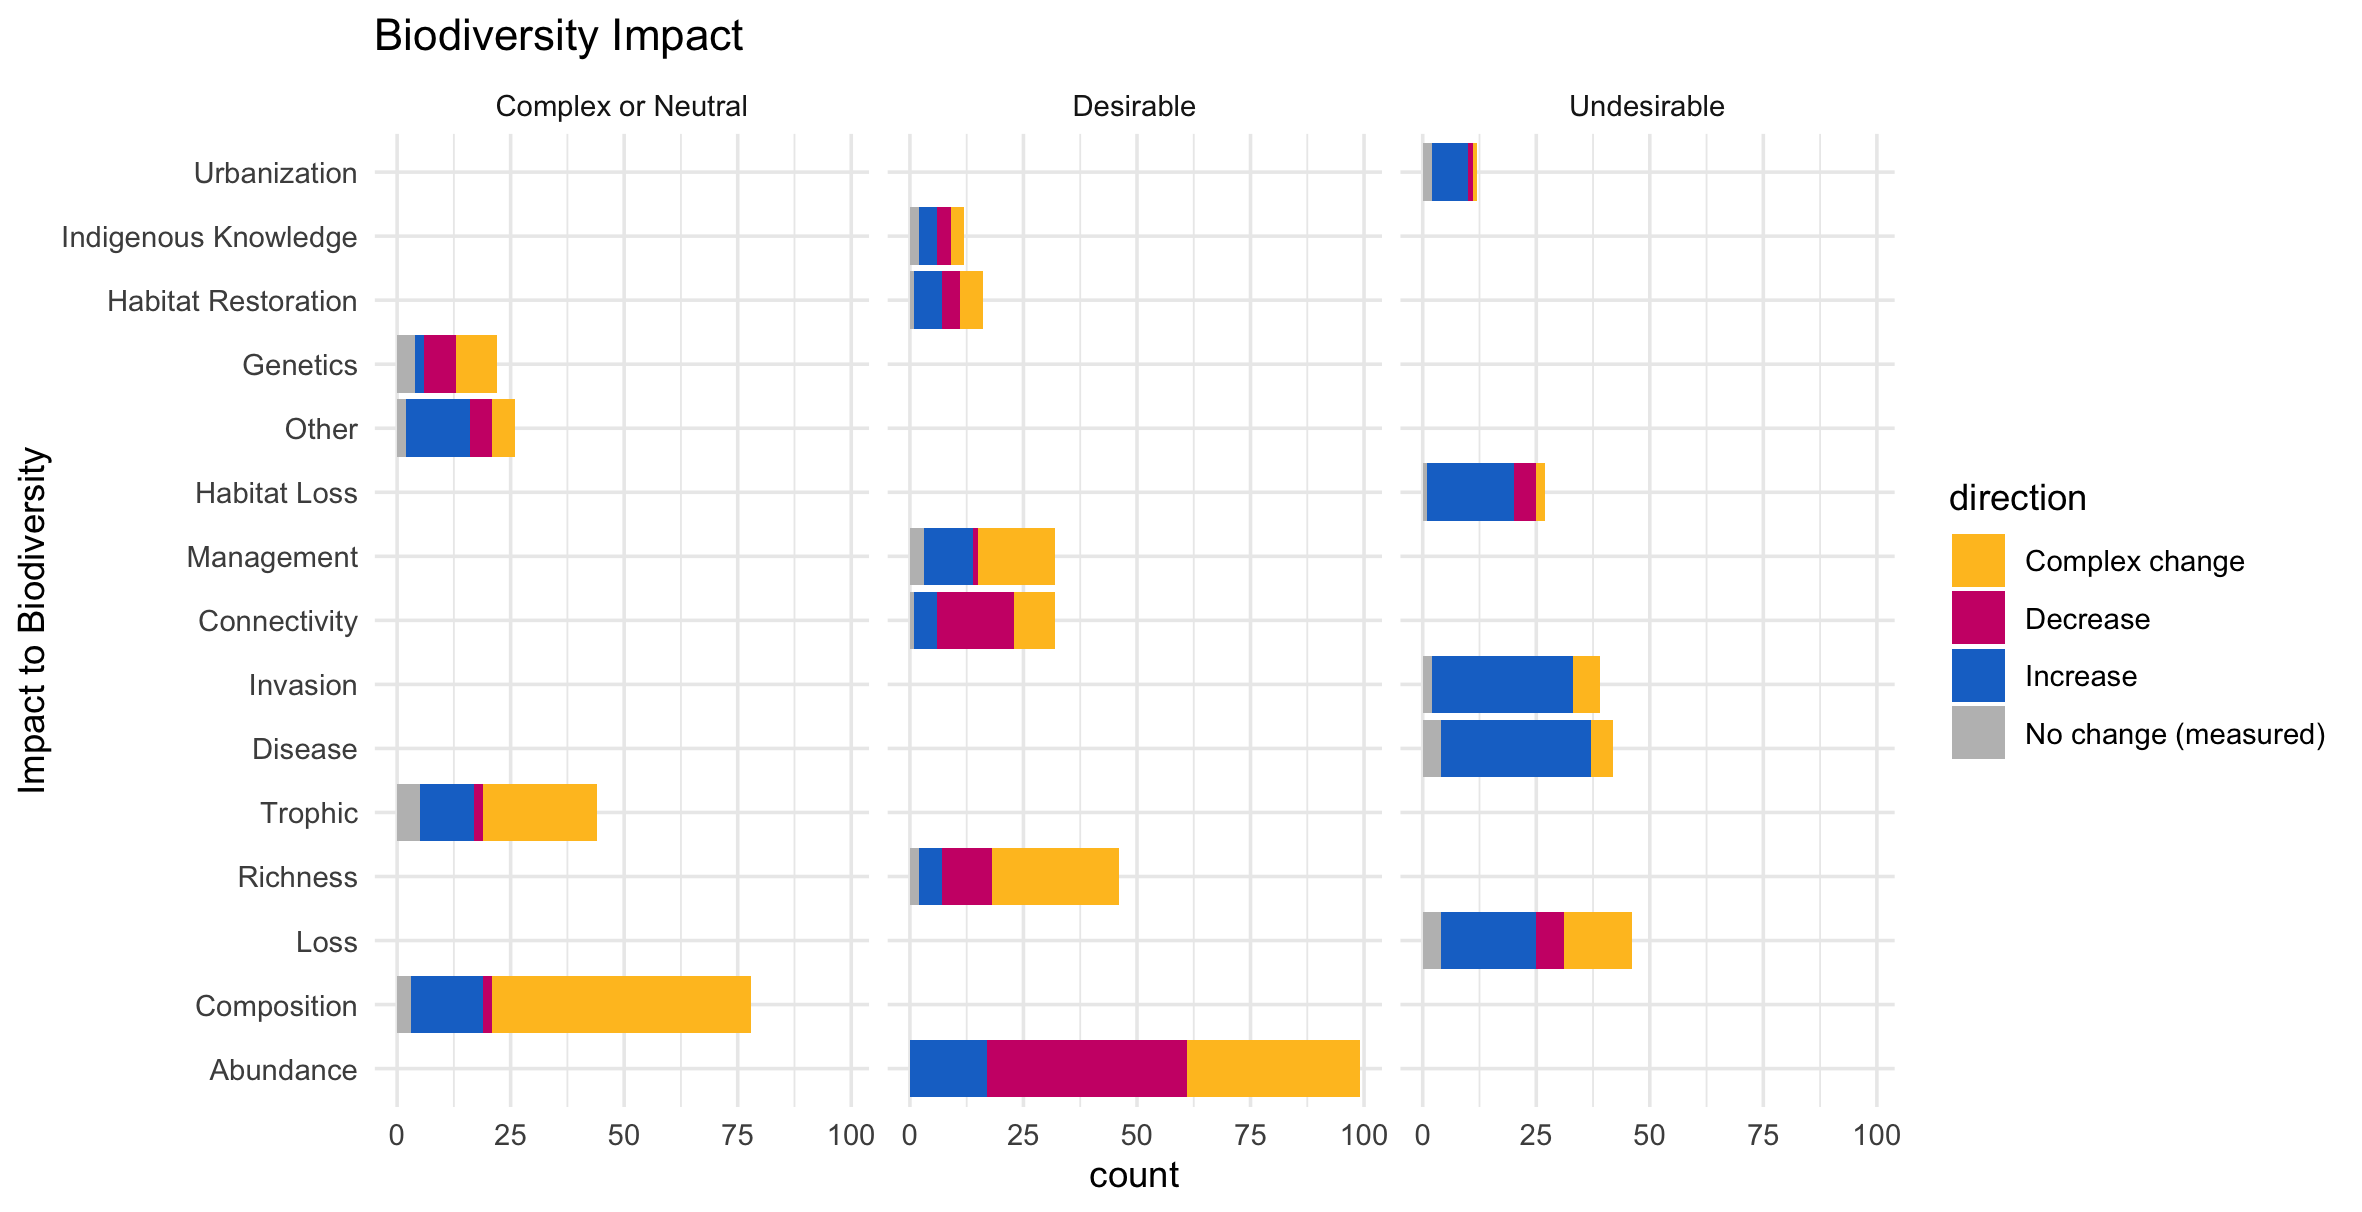 Biodiversity Impact
Complex or Neutral
Desirable
Undesirable
Impact to Biodiversity
Urbanization
Indigenous Knowledge
Habitat Restoration
Genetics
Other
Habitat Loss
Management
Connectivity
Invasion
Disease
Trophic
Richness
Loss
Composition
Abundance
0 25 50 75 100
0 25 50 75 100
0 25 50 75 100
count
direction
Complex change
Decrease
Increase
No change (measured)